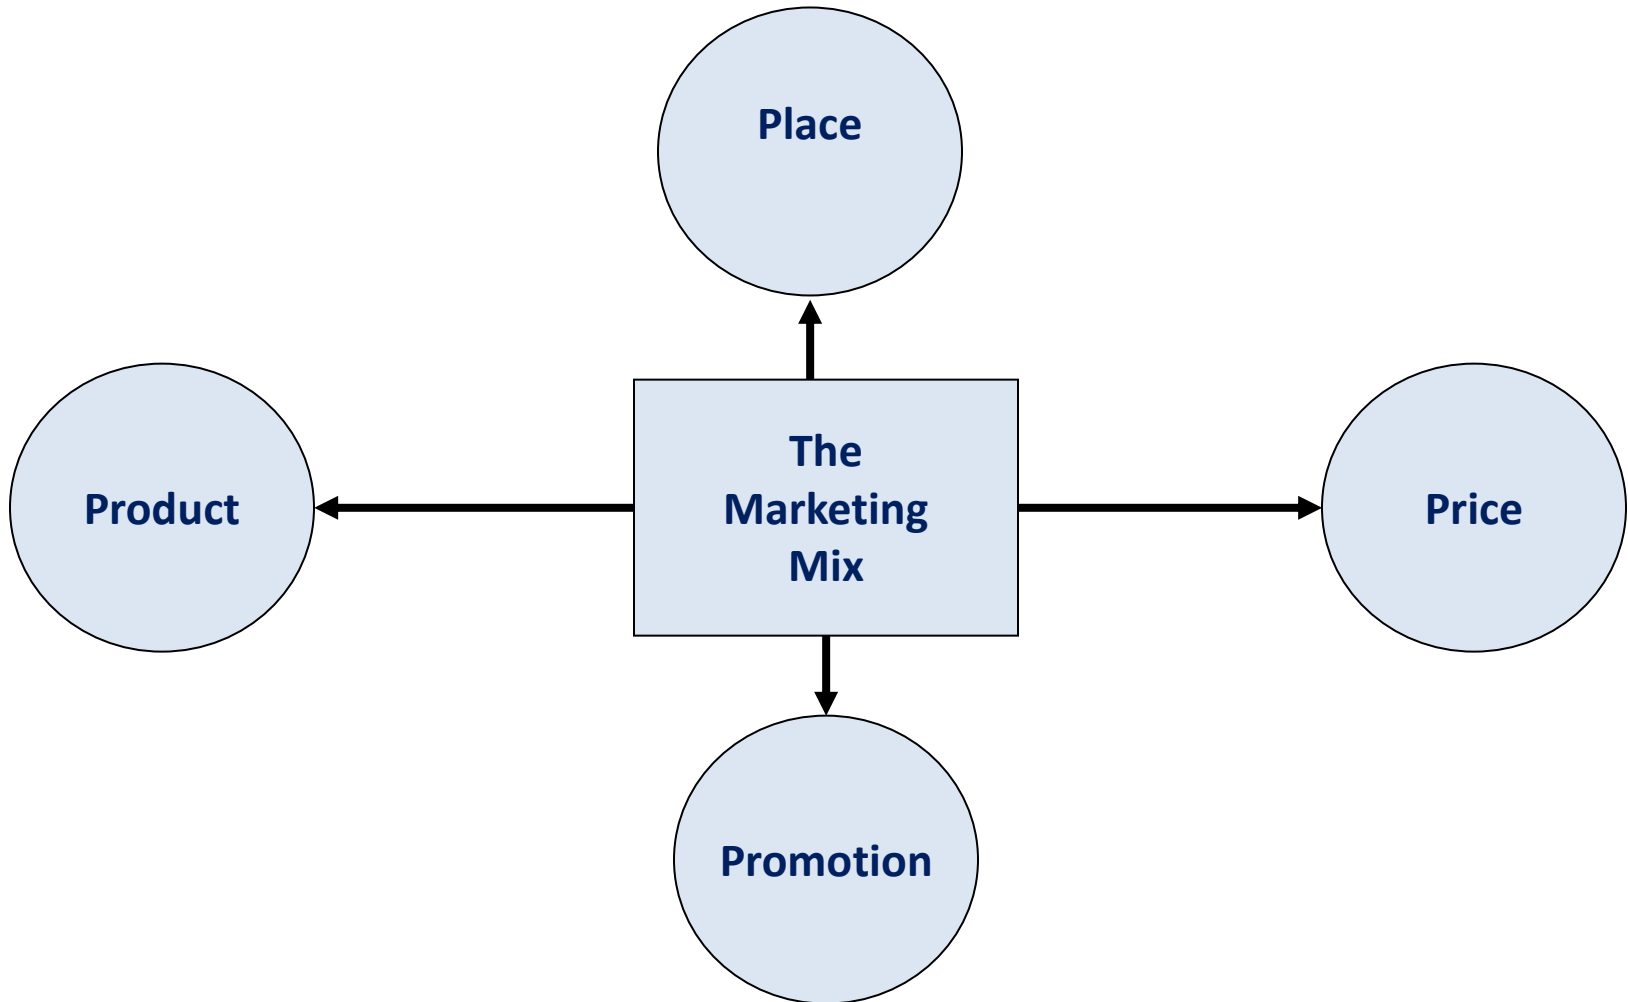 Place
The
Marketing
Mix
Product
Price
Promotion